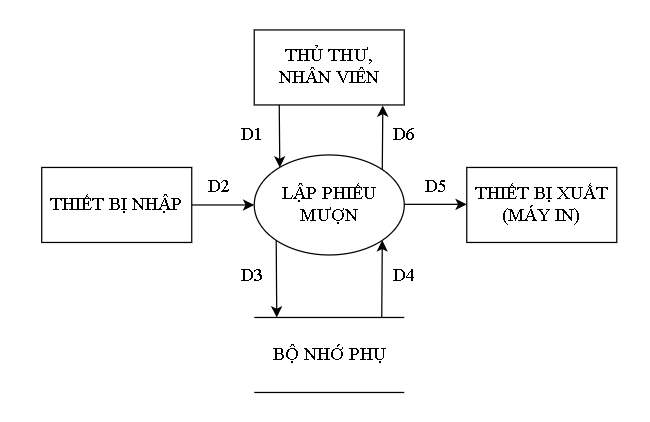 THỦ THƯ,
NHÂN VIÊN
D1
D6
THIẾT BỊ NHẬP
D2
LẬP PHIẾU
MƯỢN
D5
THIẾT BỊ XUẤT
(MÁY IN)
D3
D4
BỘ NHỚ PHỤ